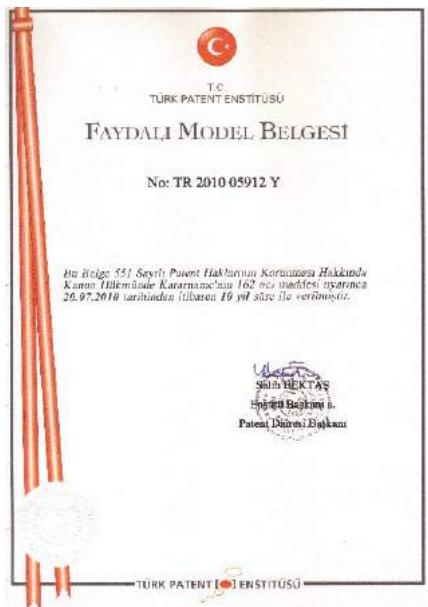 T.C.
TÜRK PATENT ENSTİTÜSÜ
FAYDALI MODEL BELGESİ
No: TR 2010 05912 Y
Bu Belge 551 Sayılı Patent Haklarının Korunması Hakkında
Kanun Hükmünde Kararname'nin 162 nci maddesi uyarınca
20.07.2010 tarihinden itibaren 10 yıl süre ile verilmiştir.
Salih BEKTAŞ
Enstitü Başkanı a.
Patent Dairesi Başkanı
TÜRK PATENT ENSTİTÜSÜ